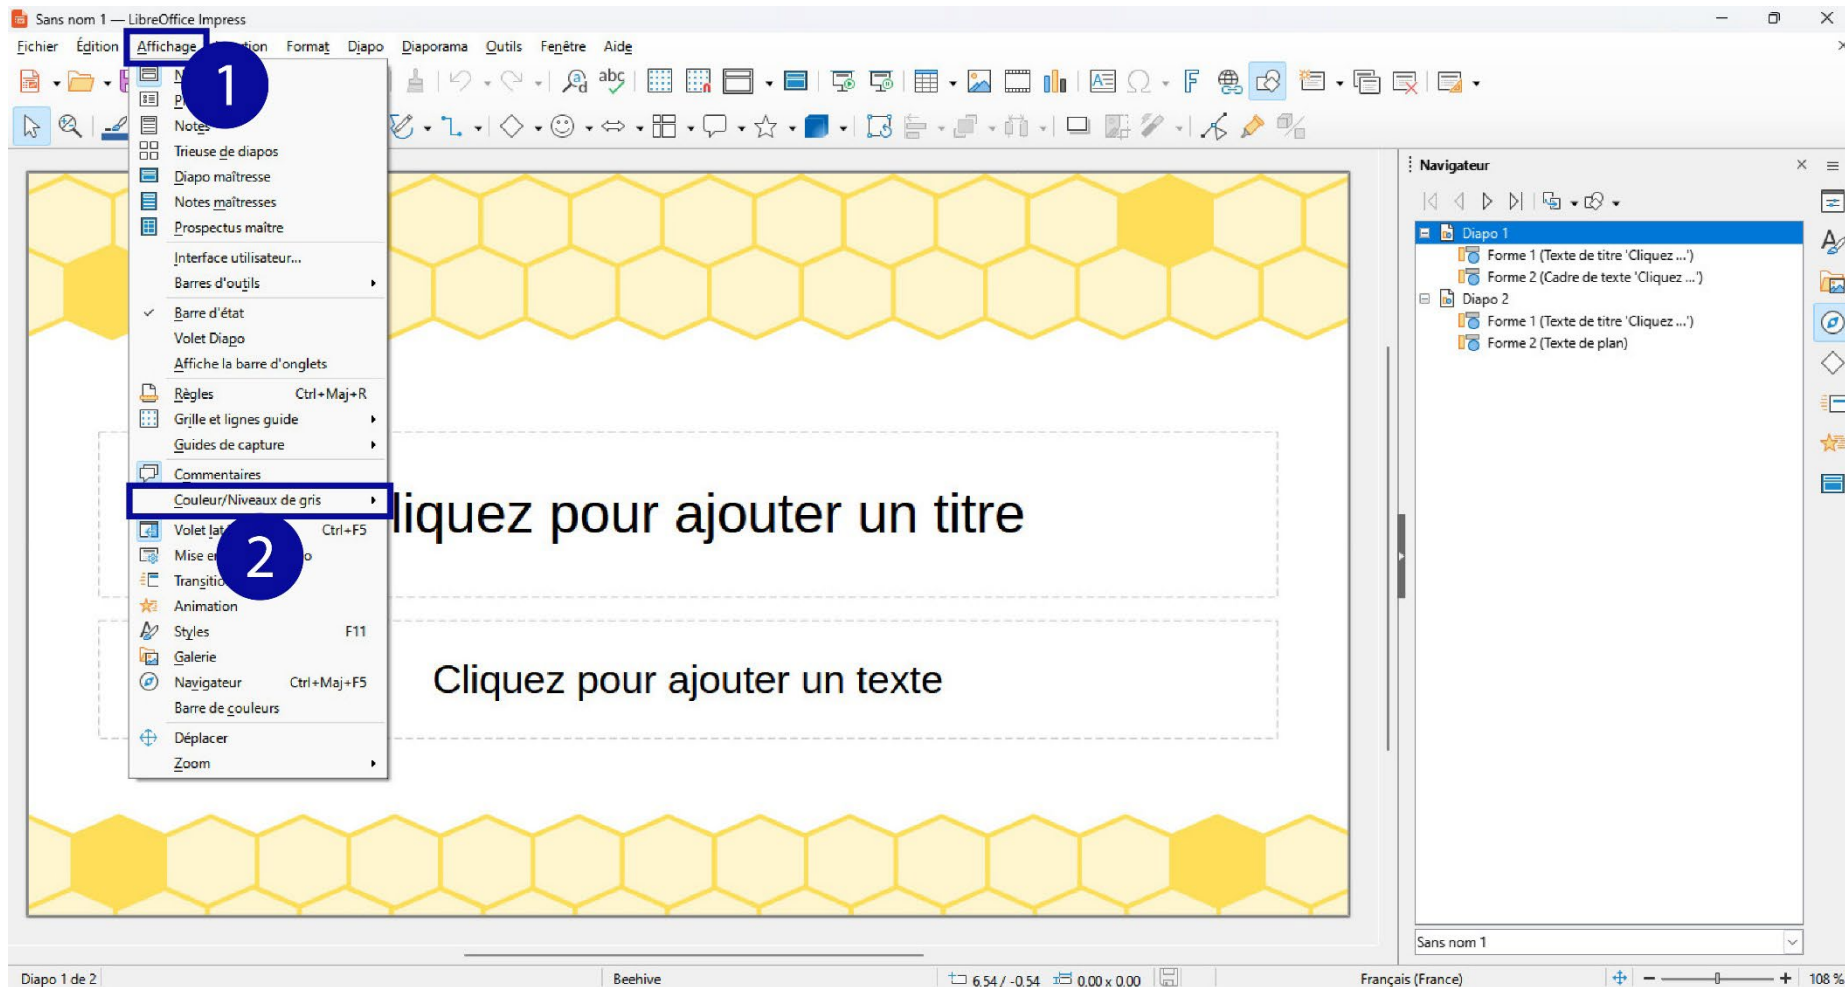 Sans nom 1 — LibreOffice Impress
Fichier Édition Affichage Format Diapo Diaporama Outils Fenêtre Aide
1
Notes
Trieuse de diapos
Diapo maîtresse
Notes maîtresses
Prospectus maître
Interface utilisateur...
Barres d'outils
Barre d'état
Volet Diapo
Affiche la barre d'onglets
Règles Ctrl+Maj+R
Grille et lignes guide
Guides de capture
Commentaires
Couleur/Niveaux de gris
Volet Ctrl+F5
2
Animation
Styles F11
Galerie
Navigateur Ctrl+Maj+F5
Barre de couleurs
Déplacer
Zoom
liquez pour ajouter un titre
Cliquez pour ajouter un texte
Navigateur
Diapo 1
Forme 1 (Texte de titre 'Cliquez ...')
Forme 2 (Cadre de texte 'Cliquez ...')
Diapo 2
Forme 1 (Texte de titre 'Cliquez ...')
Forme 2 (Texte de plan)
Sans nom 1
Diapo 1 de 2 Beehive 6.54 / -0.54 0.00 x 0.00 Français (France) 108 %